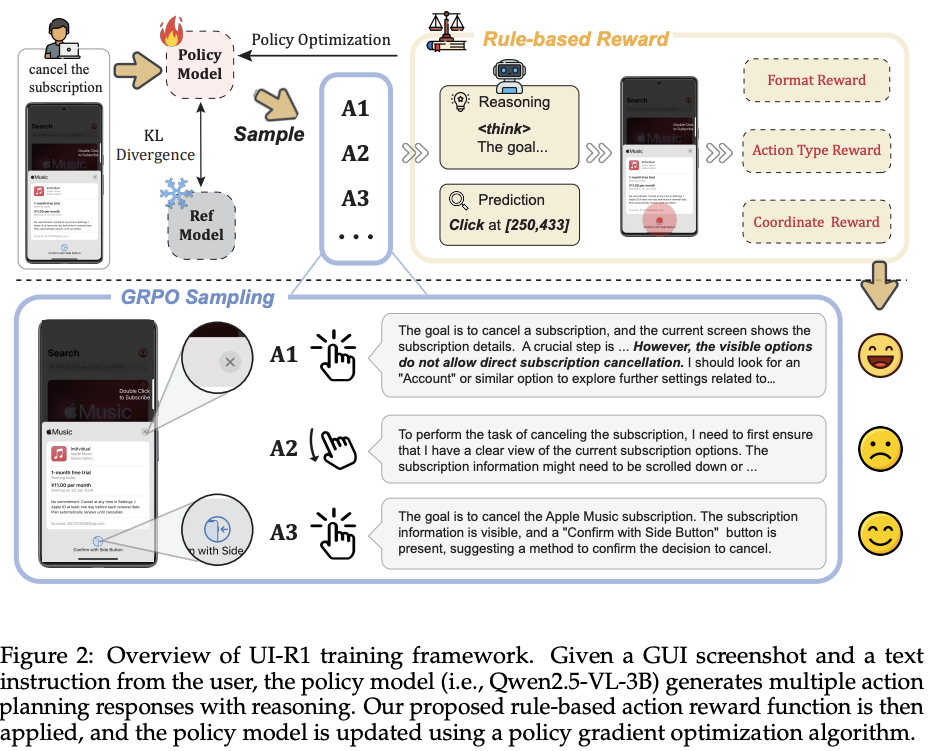 cancel the
subscription
Policy
Model
Policy Optimization
KL
Divergence
Ref
Model
Sample
A1
A2
A3
...
Rule-based Reward
Reasoning
<think>
The goal...
Prediction
Click at [250,433]
Format Reward
Action Type Reward
Coordinate Reward
Search
Double Click
to Subscribe
Music
Individual
1-month free trial
¥11.00 per month
Confirm with Side Button
GRPO Sampling
Search
Double Click
to Subscribe
Music
Music
Individual
Apple Music
Subscription
1-month free trial
Starting today
¥11.00 per month
Starting on 22 Jan 2024
No commitment. Cancel at any time in Settings >
Apple ID at least one day before each renewal date.
Plan automatically renews until cancelled.
Confirm with Side Button
n with Side
A1
The goal is to cancel a subscription, and the current screen shows the
subscription details. A crucial step is ... However, the visible options
do not allow direct subscription cancellation. I should look for an
"Account" or similar option to explore further settings related to...
A2
To perform the task of canceling the subscription, I need to first ensure
that I have a clear view of the current subscription options. The
subscription information might need to be scrolled down or ...
A3
The goal is to cancel the Apple Music subscription. The subscription
information is visible, and a "Confirm with Side Button" button is
present, suggesting a method to confirm the decision to cancel.
Figure 2: Overview of UI-R1 training framework. Given a GUI screenshot and a text
instruction from the user, the policy model (i.e., Qwen2.5-VL-3B) generates multiple action
planning responses with reasoning. Our proposed rule-based action reward function is then
applied, and the policy model is updated using a policy gradient optimization algorithm.